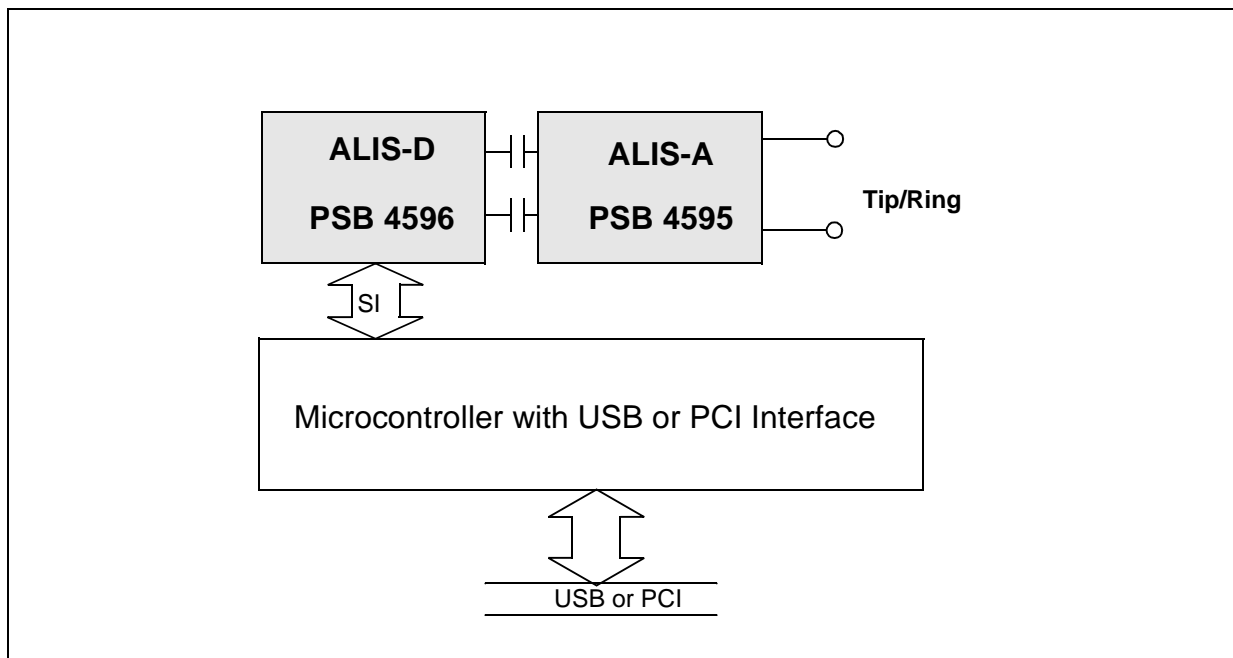 ALIS-D
PSB 4596
ALIS-A
PSB 4595
Tip/Ring
SI
Microcontroller with USB or PCI Interface
USB or PCI